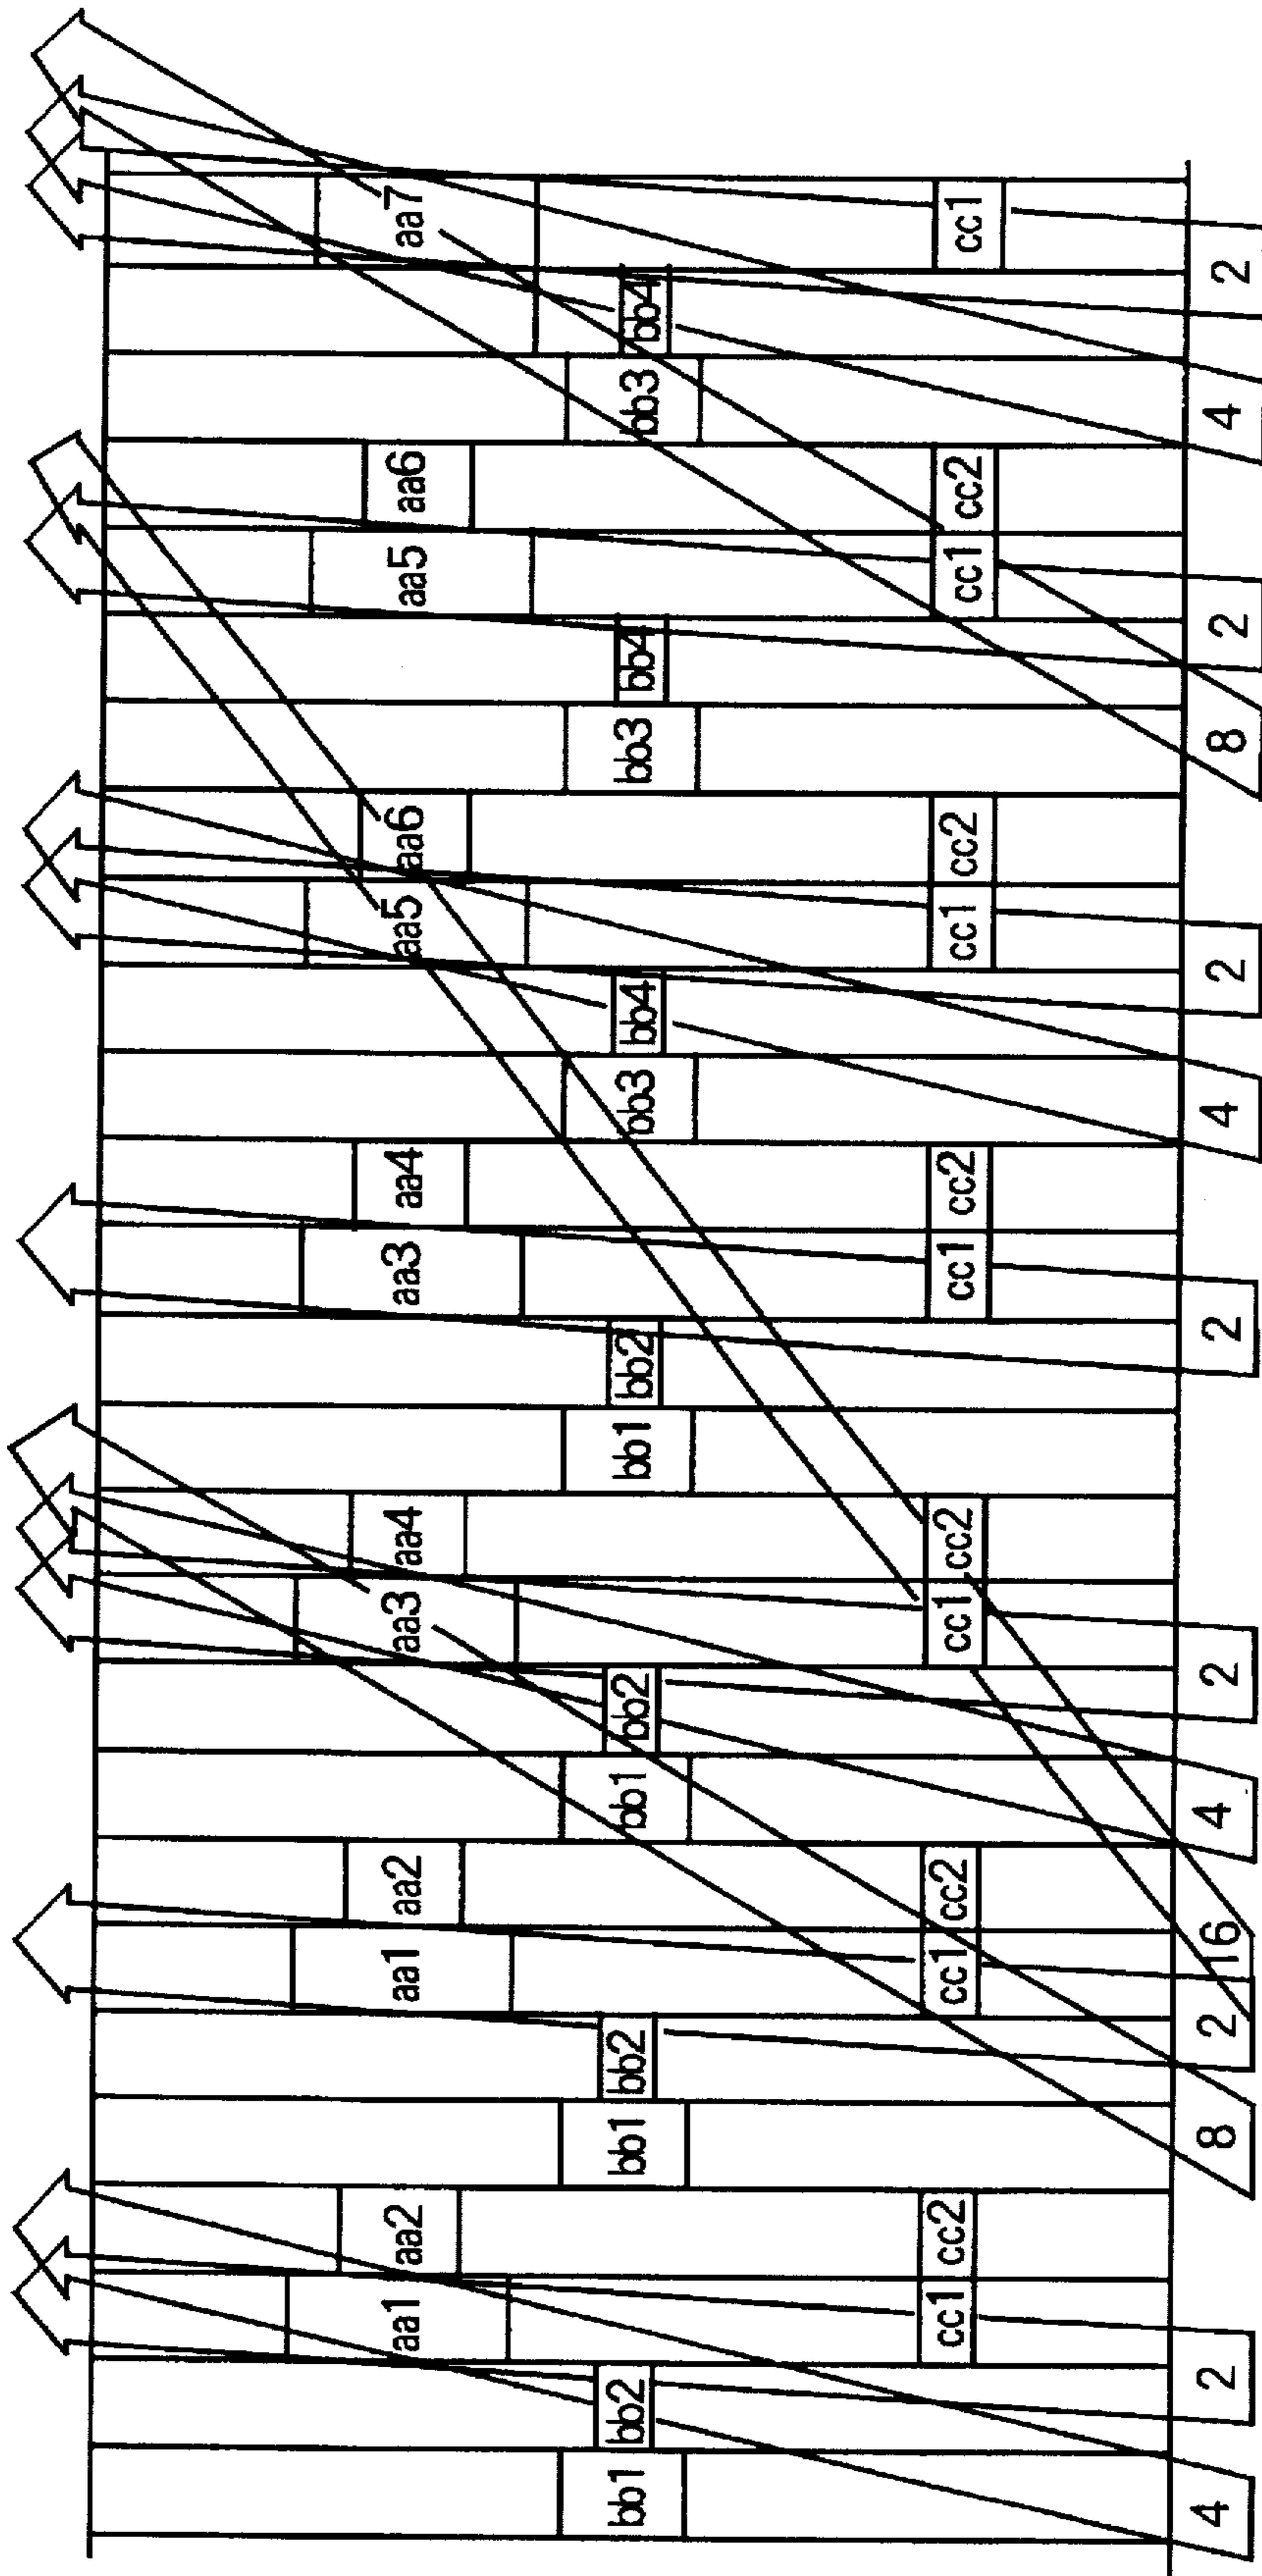 aa1 aa2 aa1 aa2 aa3 aa4 aa3 aa4 aa5 aa6 aa5 aa6 aa7
bb1 bb2 bb1 bb2 bb1 bb2 bb1 bb2 bb3 bb4 bb3 bb4 bb3 bb4
cc1 cc2 cc1 cc2 cc1 cc2 cc1 cc2 cc1 cc2 cc1 cc2 cc1
4 2 8 2 16 4 2 2 4 2 8 2 4 2